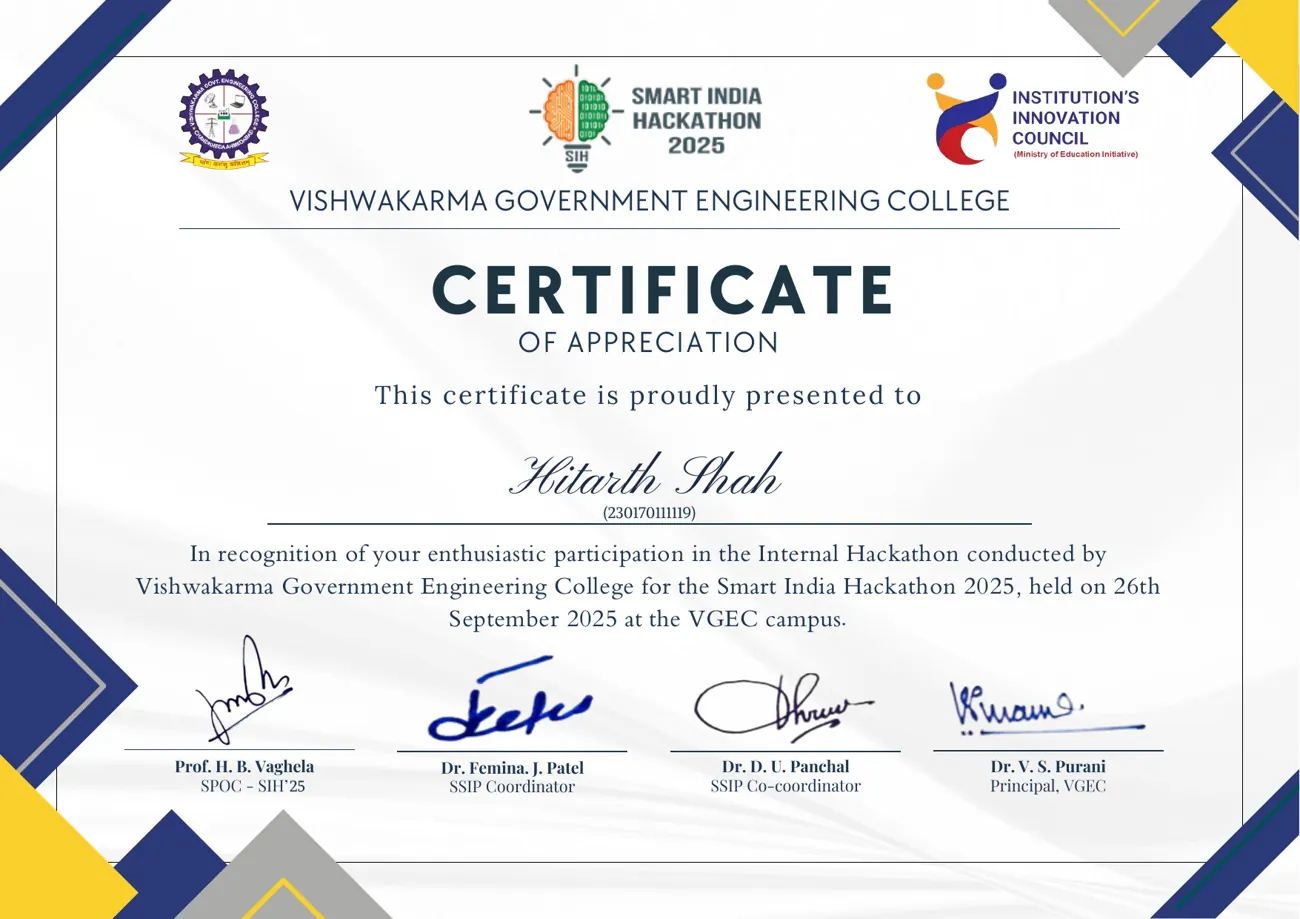 VISHWAKARMA GOVT. ENGINEERING COLLEGE
SMART INDIA
HACKATHON
2025
SIH
INSTITUTION'S
INNOVATION
COUNCIL
(Ministry of Education Initiative)
VISHWAKARMA GOVERNMENT ENGINEERING COLLEGE
CERTIFICATE
OF APPRECIATION
This certificate is proudly presented to
Hitarth Shah
(230170111119)
In recognition of your enthusiastic participation in the Internal Hackathon conducted by
Vishwakarma Government Engineering College for the Smart India Hackathon 2025, held on 26th
September 2025 at the VGEC campus.
Prof. H. B. Vaghela
SPOC - SIH'25
Dr. Femina. J. Patel
SSIP Coordinator
Dr. D. U. Panchal
SSIP Co-coordinator
Dr. V. S. Purani
Principal, VGEC